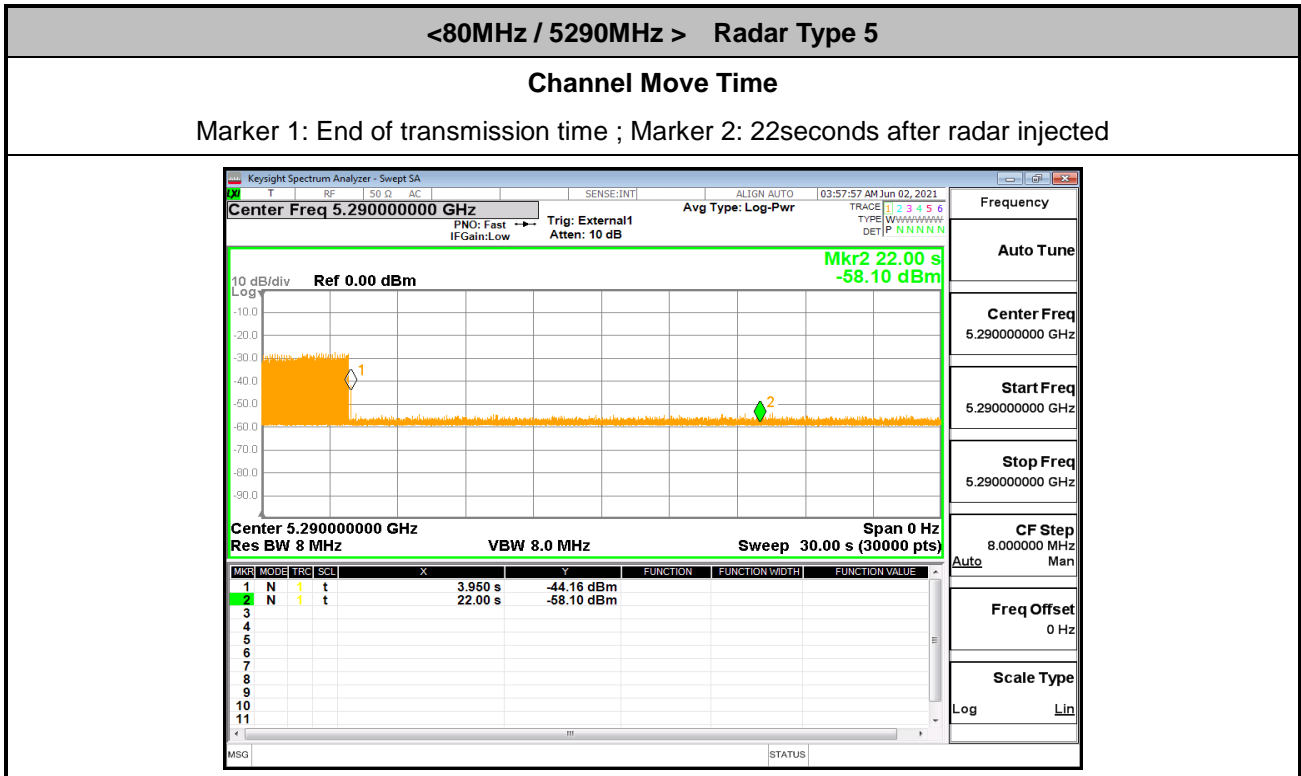 <80MHz / 5290MHz > Radar Type 5
Channel Move Time
Marker 1: End of transmission time ; Marker 2: 22seconds after radar injected
Keysight Spectrum Analyzer - Swept SA
LXI T RF 50 Ω AC SENSE:INT ALIGN AUTO 03:57:57 AM Jun 02, 2021
Center Freq 5.290000000 GHz
PNO: Fast
IFGain:Low
Trig: External1
Atten: 10 dB
Avg Type: Log-Pwr
TRACE 1 2 3 4 5 6
TYPE WWWWWW
DET P N N N N N
Mkr2 22.00 s
-58.10 dBm
10 dB/div Ref 0.00 dBm
Log
-10.0
-20.0
-30.0
-40.0
-50.0
-60.0
-70.0
-80.0
-90.0
1
2
Center 5.290000000 GHz Span 0 Hz
Res BW 8 MHz VBW 8.0 MHz Sweep 30.00 s (30000 pts)
MKR MODE TRC SCL X Y FUNCTION FUNCTION WIDTH FUNCTION VALUE
1 N 1 t 3.950 s -44.16 dBm
2 N 1 t 22.00 s -58.10 dBm
3
4
5
6
7
8
9
10
11
MSG STATUS
Frequency
Auto Tune
Center Freq
5.290000000 GHz
Start Freq
5.290000000 GHz
Stop Freq
5.290000000 GHz
CF Step
8.000000 MHz
Auto Man
Freq Offset
0 Hz
Scale Type
Log Lin